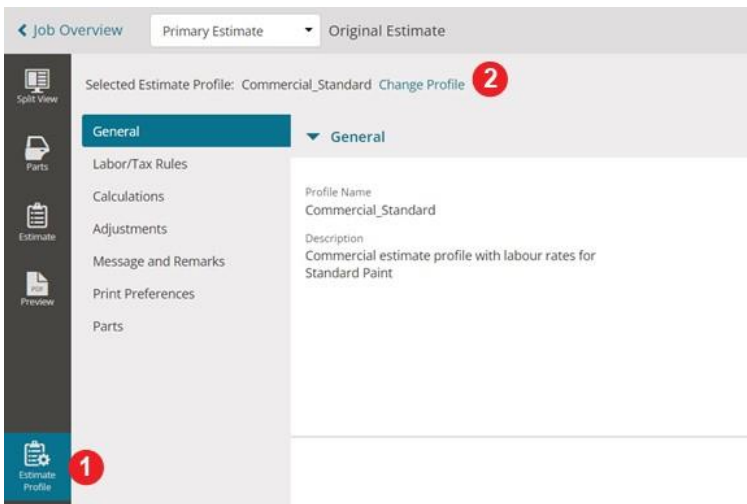 Job Overview
Primary Estimate
Original Estimate
Split View
Selected Estimate Profile: Commercial_Standard Change Profile
2
Parts
Estimate
PDF
Preview
General
Labor/Tax Rules
Calculations
Adjustments
Message and Remarks
Print Preferences
Parts
General
Profile Name
Commercial_Standard
Description
Commercial estimate profile with labour rates for
Standard Paint
Estimate
Profile
1